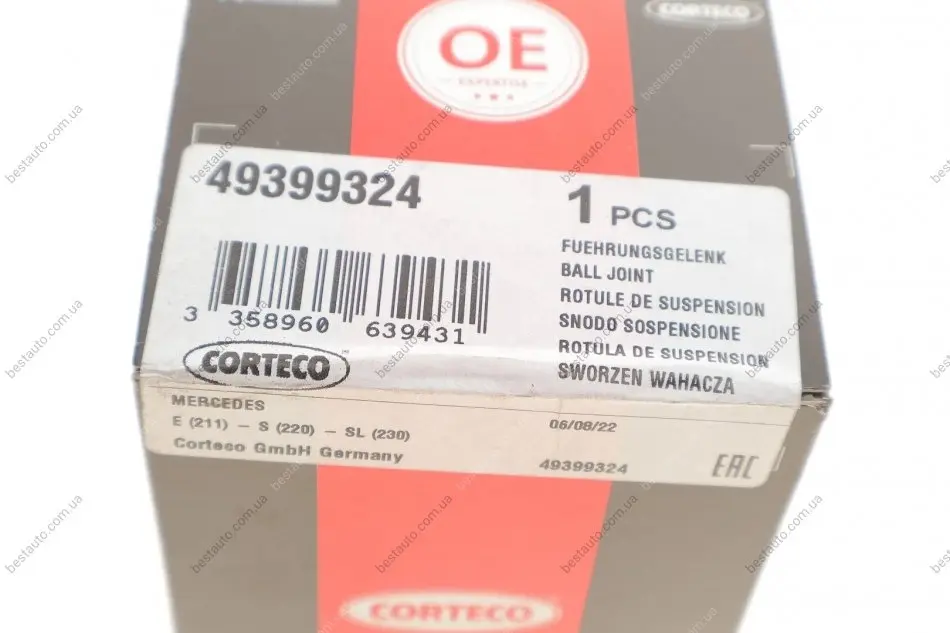 CORTECO
OE
EXPERTISE
49399324
1 PCS
FUEHRUNGSGELENK
BALL JOINT
ROTULE DE SUSPENSION
SNODO SOSPENSIONE
ROTULA DE SUSPENSION
SWORZEN WAHACZA
3 358960 639431
CORTECO
MERCEDES
E (211) - S (220) - SL (230)
06/08/22
Corteco GmbH Germany
49399324
EAC
CORTECO
bestauto.com.ua